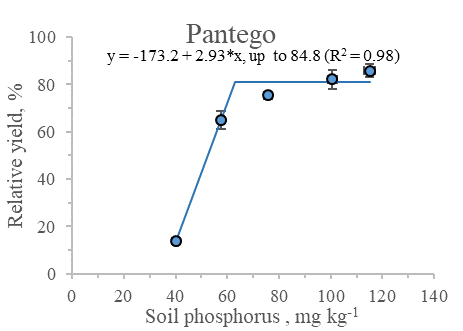 Pantego
y = -173.2 + 2.93*x, up to 84.8 (R² = 0.98)
100
80
60
40
20
0
Relative yield, %
0 20 40 60 80 100 120 140
Soil phosphorus , mg kg⁻¹